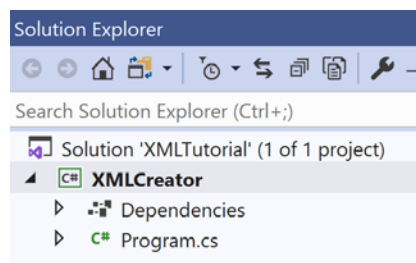 Solution Explorer
Search Solution Explorer (Ctrl+;)
Solution 'XMLTutorial' (1 of 1 project)
C# XMLCreator
Dependencies
C# Program.cs